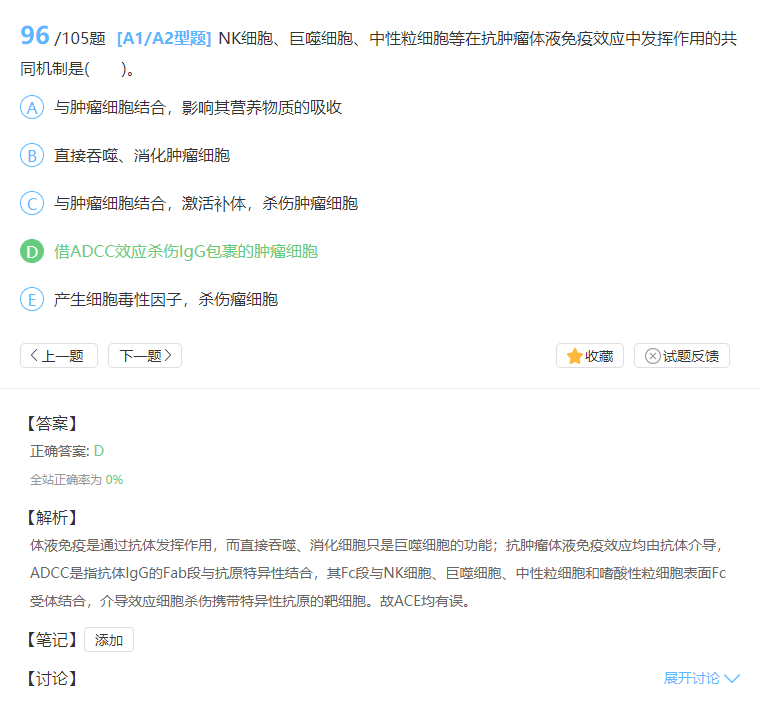 96 /105题 [A1/A2型题] NK细胞、巨噬细胞、中性粒细胞等在抗肿瘤体液免疫效应中发挥作用的共
同机制是(　　)。
A 与肿瘤细胞结合，影响其营养物质的吸收
B 直接吞噬、消化肿瘤细胞
C 与肿瘤细胞结合，激活补体，杀伤肿瘤细胞
D 借ADCC效应杀伤IgG包裹的肿瘤细胞
E 产生细胞毒性因子，杀伤瘤细胞
上一题 下一题 收藏 试题反馈
【答案】
正确答案: D
全站正确率为 0%
【解析】
体液免疫是通过抗体发挥作用，而直接吞噬、消化细胞只是巨噬细胞的功能；抗肿瘤体液免疫效应均由抗体介导，
ADCC是指抗体IgG的Fab段与抗原特异性结合，其Fc段与NK细胞、巨噬细胞、中性粒细胞和嗜酸性粒细胞表面Fc
受体结合，介导效应细胞杀伤携带特异性抗原的靶细胞。故ACE均有误。
【笔记】 添加
【讨论】 展开讨论